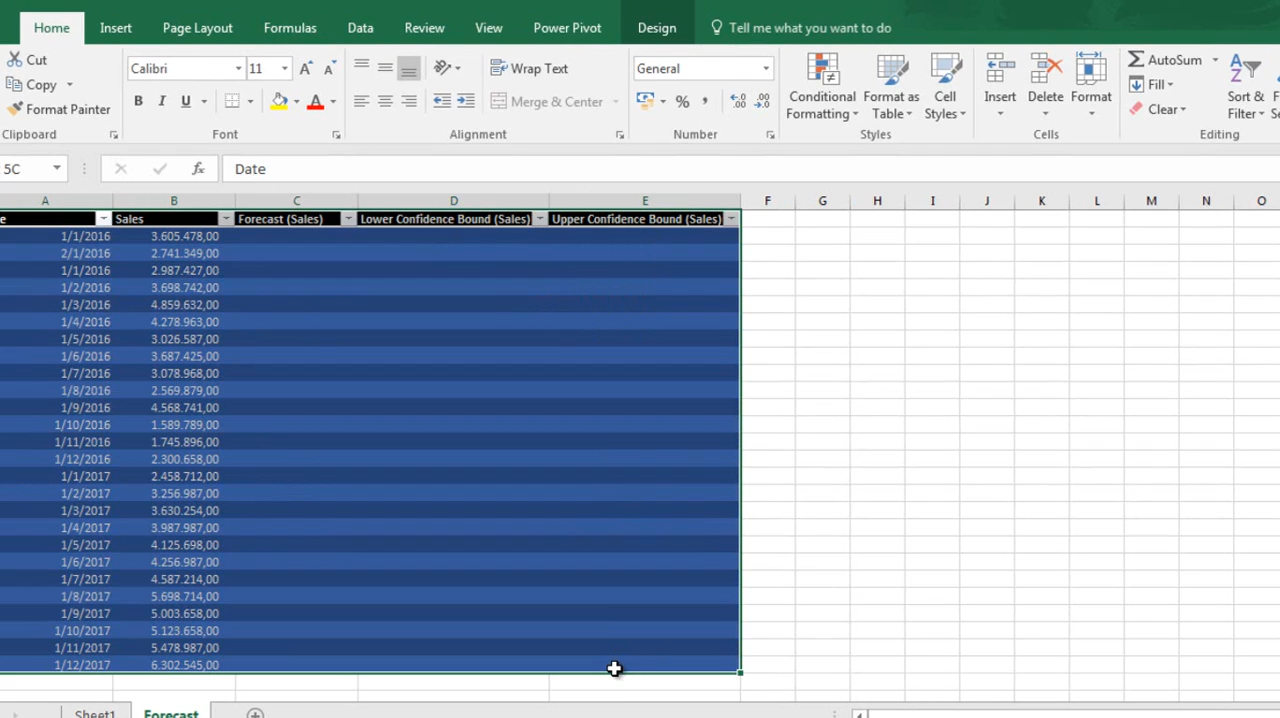 Home Insert Page Layout Formulas Data Review View Power Pivot Design Tell me what you want to do
Cut
Copy
Format Painter
Clipboard
Calibri 11
A A
B I U A
Font
Wrap Text
Merge & Center
Alignment
General
%
Number
Conditional Formatting
Format as Table
Cell Styles
Styles
Insert
Delete
Format
Cells
AutoSum
Fill
Clear
Sort & Filter
Editing
5C fx Date
A B C D E F G H I J K L M N O
e Sales Forecast (Sales) Lower Confidence Bound (Sales) Upper Confidence Bound (Sales)
1/1/2016 3.605.478,00
2/1/2016 2.741.349,00
1/1/2016 2.987.427,00
1/2/2016 3.698.742,00
1/3/2016 4.859.632,00
1/4/2016 4.278.963,00
1/5/2016 3.026.587,00
1/6/2016 3.687.425,00
1/7/2016 3.078.968,00
1/8/2016 2.569.879,00
1/9/2016 4.568.741,00
1/10/2016 1.589.789,00
1/11/2016 1.745.896,00
1/12/2016 2.300.658,00
1/1/2017 2.458.712,00
1/2/2017 3.256.987,00
1/3/2017 3.630.254,00
1/4/2017 3.987.987,00
1/5/2017 4.125.698,00
1/6/2017 4.256.987,00
1/7/2017 4.587.214,00
1/8/2017 5.698.714,00
1/9/2017 5.003.658,00
1/10/2017 5.123.658,00
1/11/2017 5.478.987,00
1/12/2017 6.302.545,00
Sheet1 Forecast